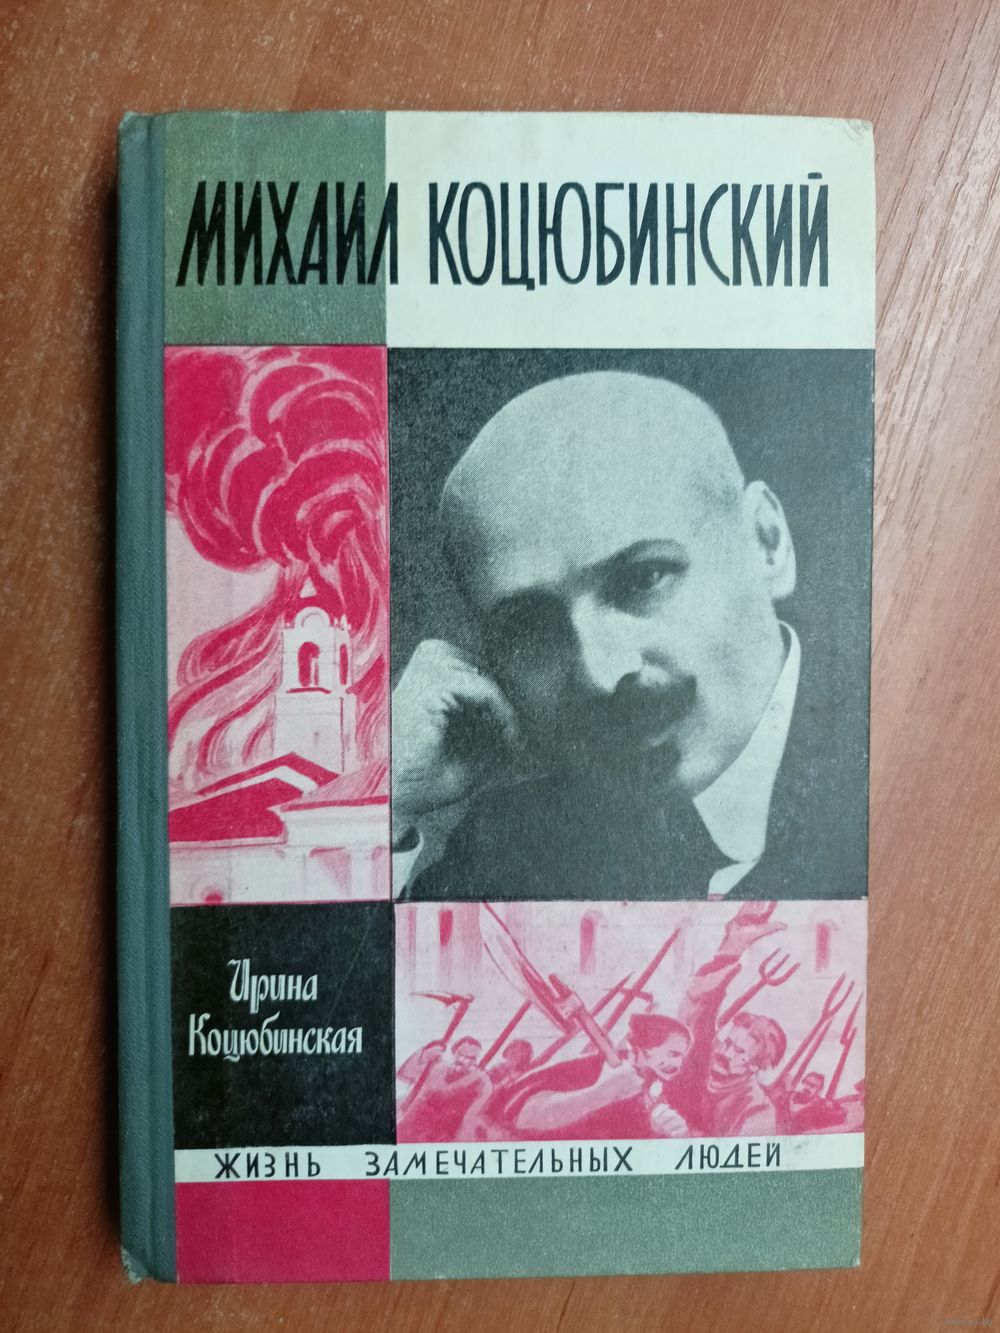 МИХАИЛ КОЦЮБИНСКИЙ
Ирина
Коцюбинская
ЖИЗНЬ ЗАМЕЧАТЕЛЬНЫХ ЛЮДЕЙ